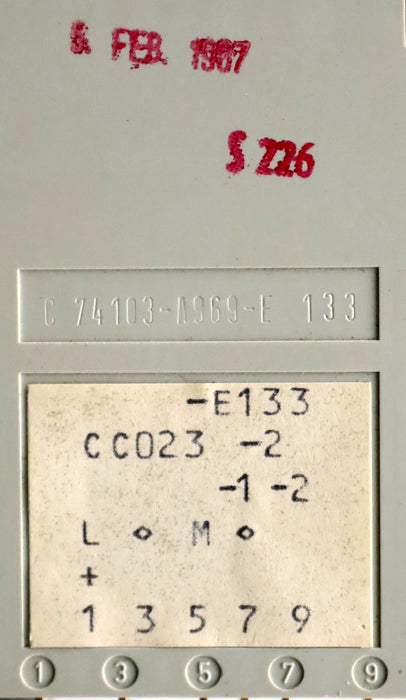 FEB. 1987
S 226
C 74103-A969-E 133
-E133
CC023 -2
-1 -2
L ◇ M ◇
+
1 3 5 7 9
1 3 5 7 9